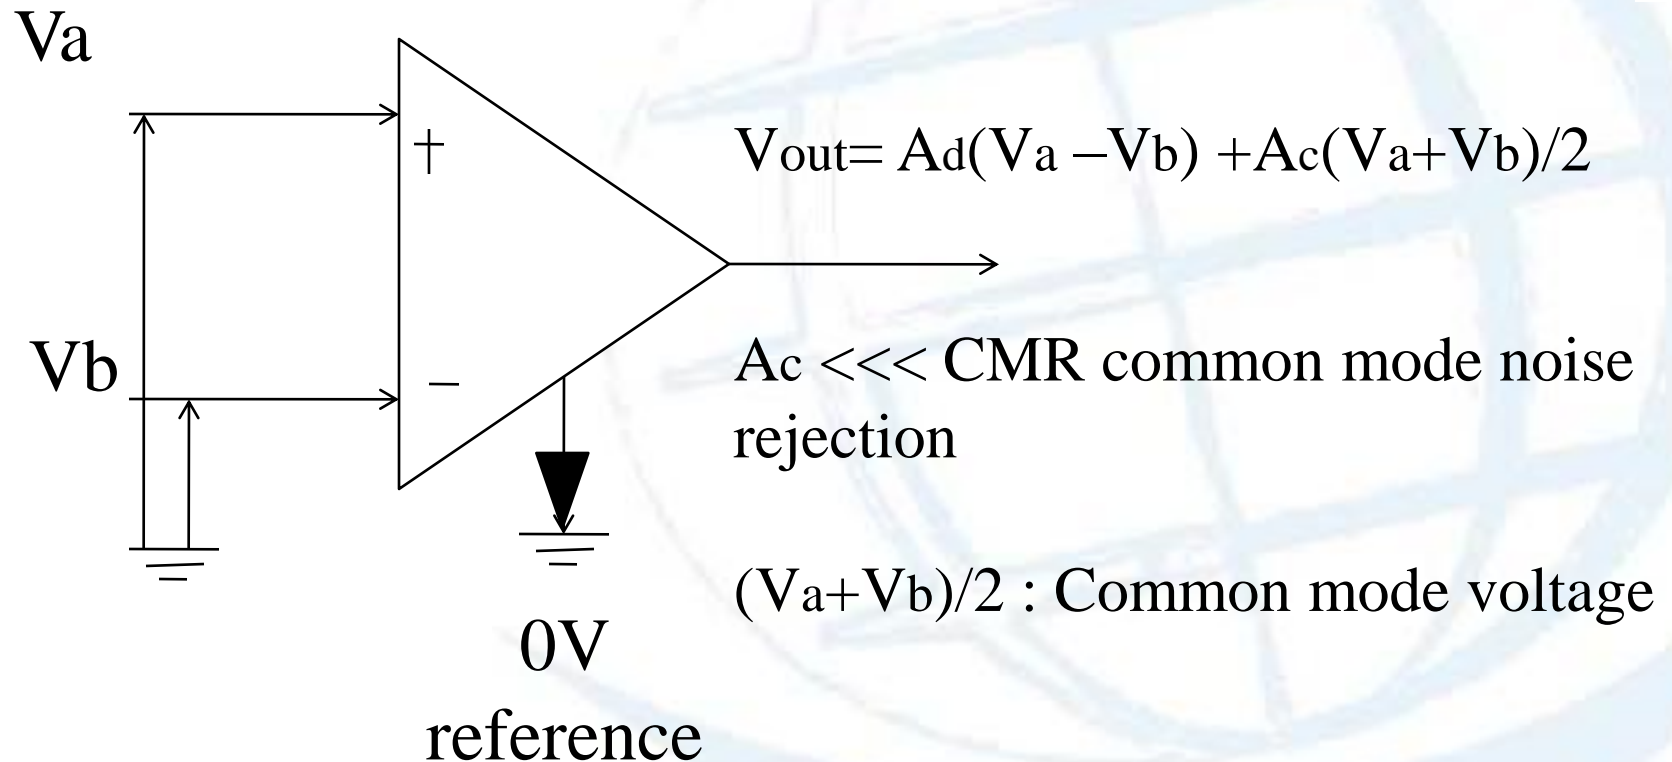 Va
+
Vout= Ad(Va –Vb) +Ac(Va+Vb)/2
Vb
–
Ac <<< CMR common mode noise
rejection
(Va+Vb)/2 : Common mode voltage
0V
reference